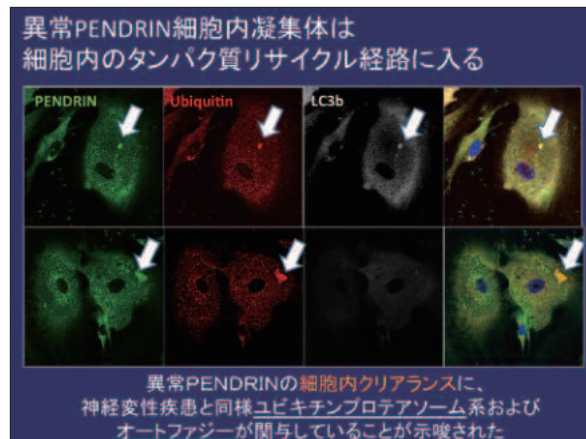 異常PENDRIN細胞内凝集体は
細胞内のタンパク質リサイクル経路に入る
PENDRIN
Ubiquitin
LC3b
異常PENDRINの細胞内クリアランスに、
神経変性疾患と同様ユビキチンプロテアソーム系および
オートファジーが関与していることが示唆された